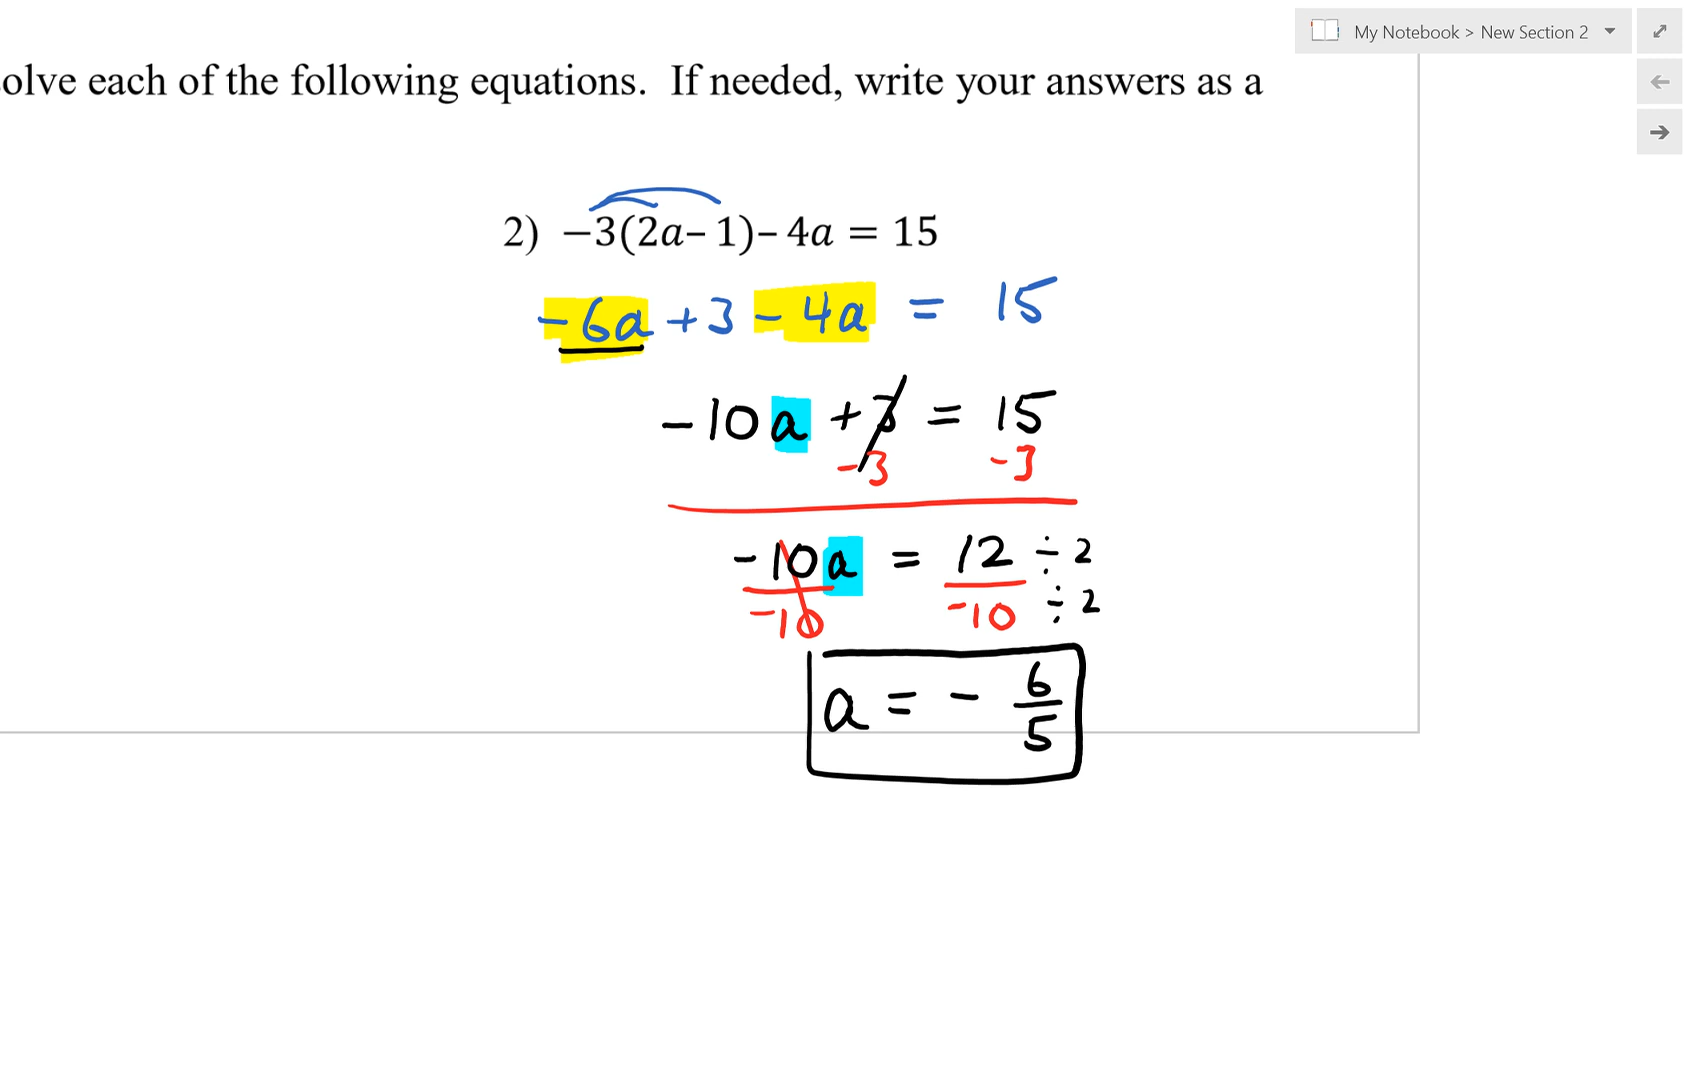 My Notebook > New Section 2
olve each of the following equations. If needed, write your answers as a
2) −3(2a− 1)− 4a = 15
-6a +3 -4a = 15
-10a +3 = 15
-3 -3
-10a = 12 ÷ 2
-10 -10 ÷ 2
a = - 6/5